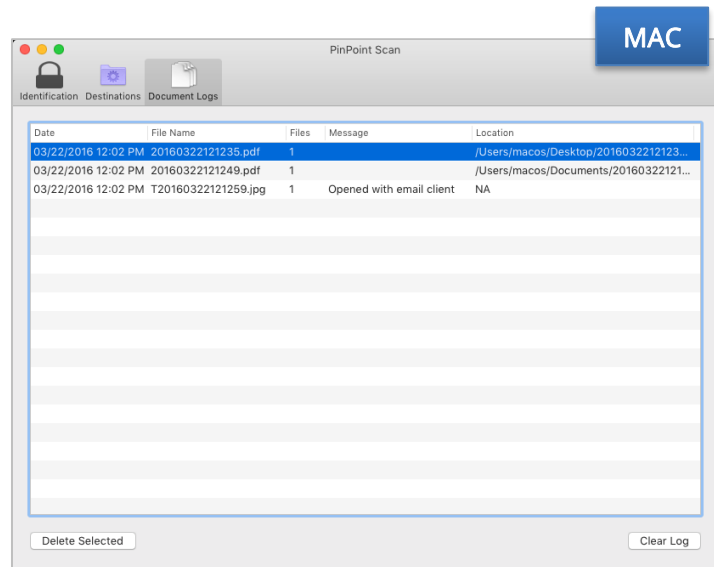 MAC
PinPoint Scan
Identification Destinations Document Logs
Date File Name Files Message Location
03/22/2016 12:02 PM 20160322121235.pdf 1 /Users/macos/Desktop/2016032212123...
03/22/2016 12:02 PM 20160322121249.pdf 1 /Users/macos/Documents/20160322121...
03/22/2016 12:02 PM T20160322121259.jpg 1 Opened with email client NA
Delete Selected Clear Log